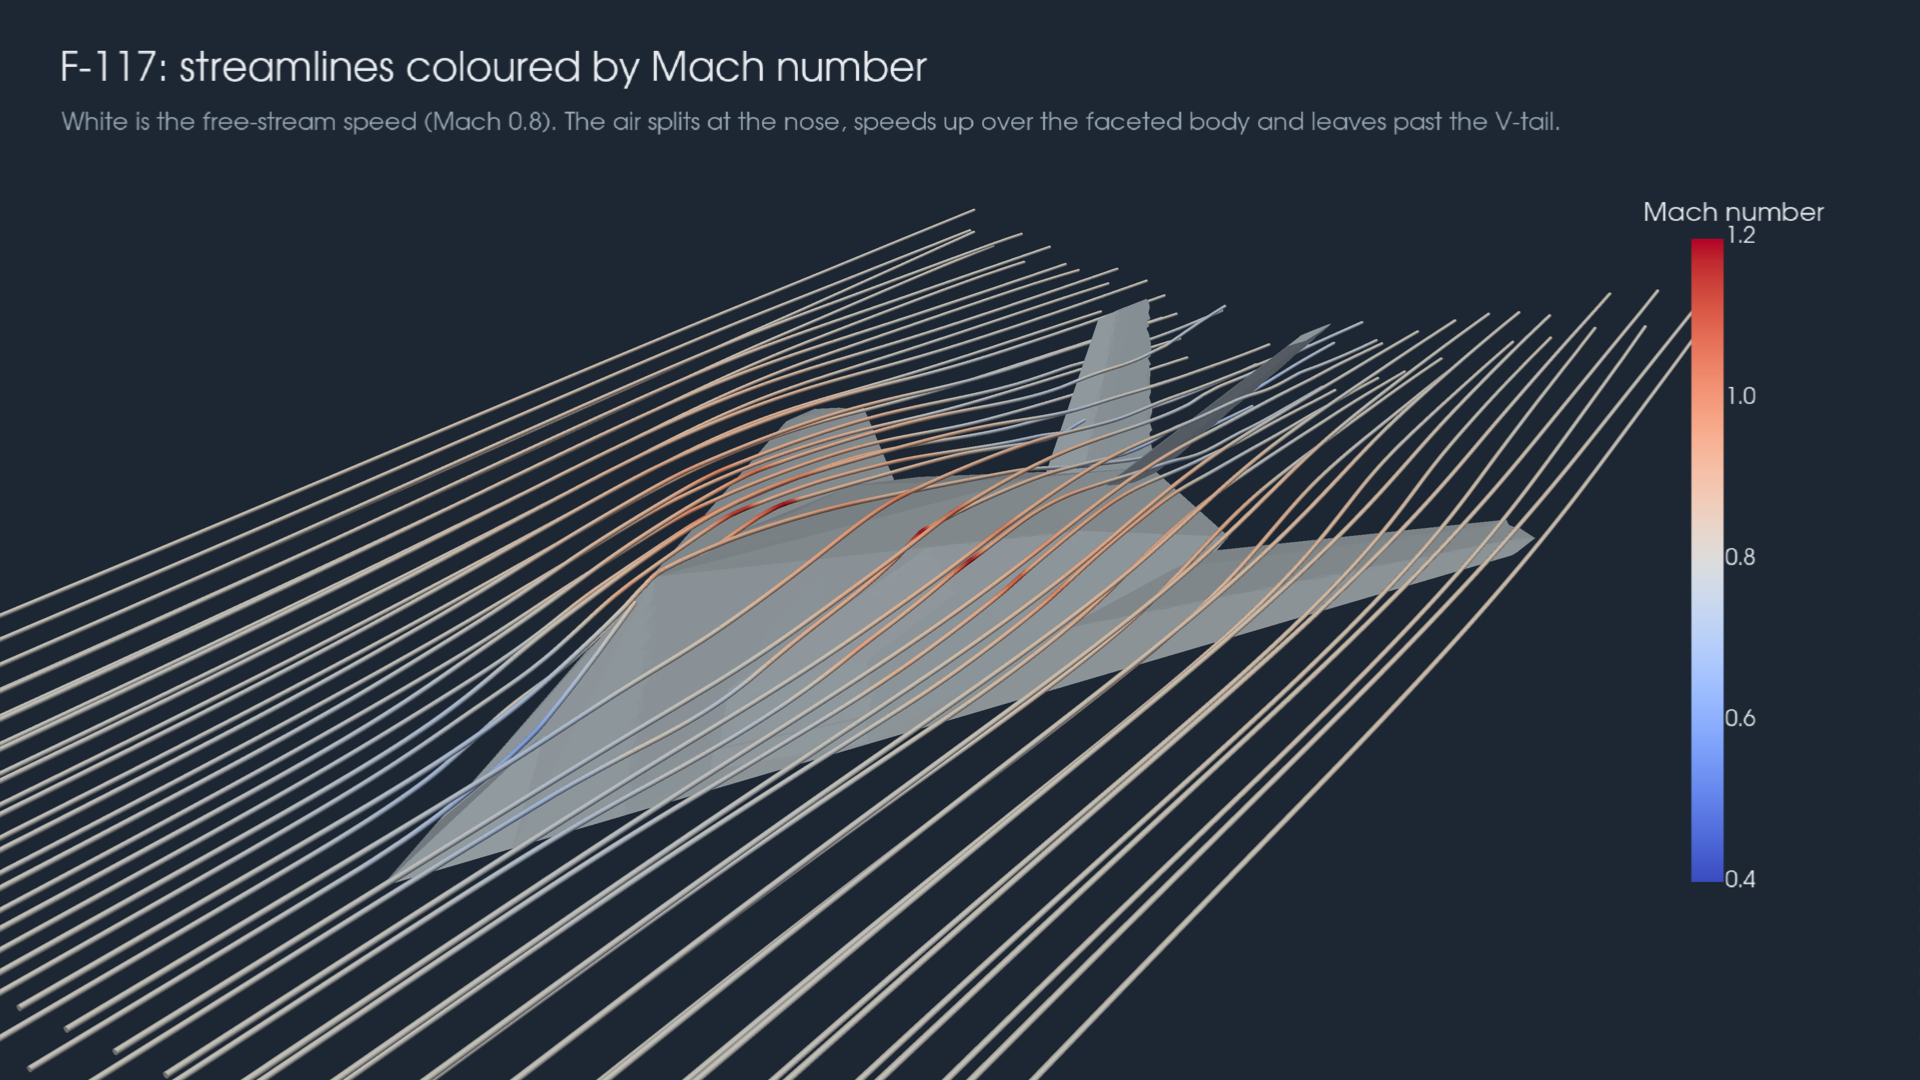 F-117: streamlines coloured by Mach number
White is the free-stream speed (Mach 0.8). The air splits at the nose, speeds up over the faceted body and leaves past the V-tail.
Mach number
1.2
1.0
0.8
0.6
0.4